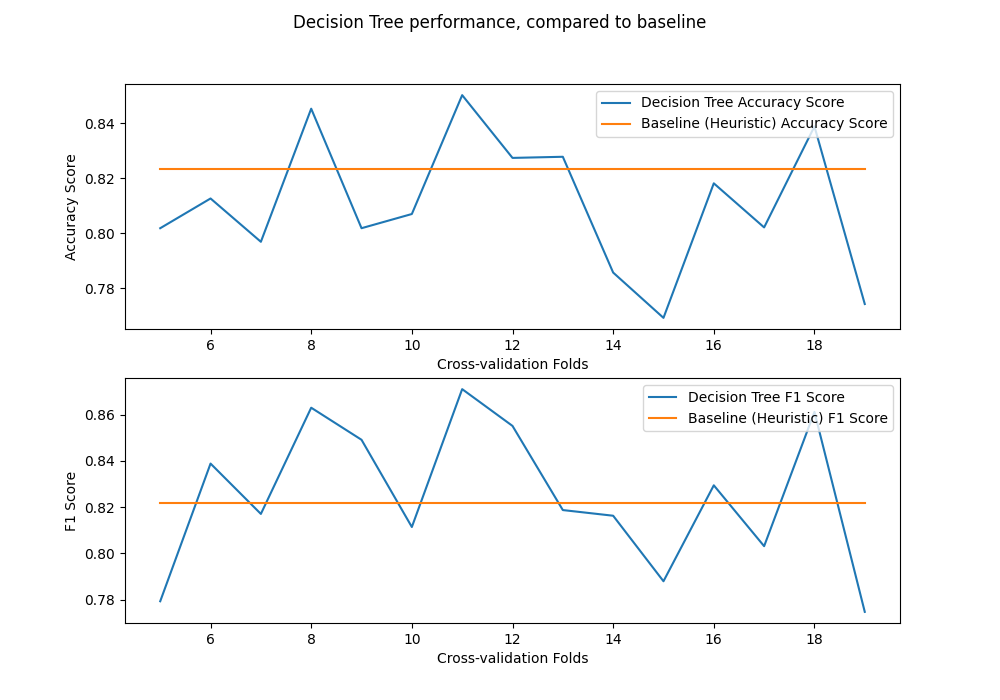 Decision Tree performance, compared to baseline
Decision Tree Accuracy Score
Baseline (Heuristic) Accuracy Score
Accuracy Score
0.84
0.82
0.80
0.78
6 8 10 12 14 16 18
Cross-validation Folds
Decision Tree F1 Score
Baseline (Heuristic) F1 Score
F1 Score
0.86
0.84
0.82
0.80
0.78
6 8 10 12 14 16 18
Cross-validation Folds